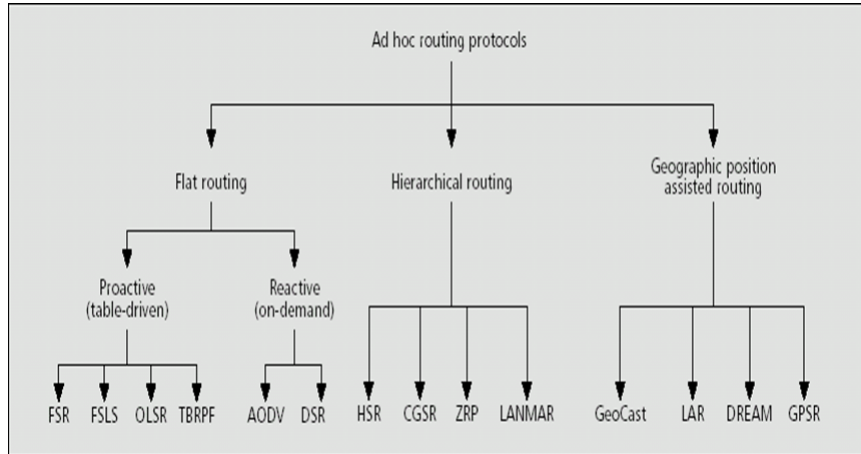 Ad hoc routing protocols
Flat routing
Hierarchical routing
Geographic position
assisted routing
Proactive
(table-driven)
Reactive
(on-demand)
FSR FSLS OLSR TBRPF AODV DSR HSR CGSR ZRP LANMAR GeoCast LAR DREAM GPSR